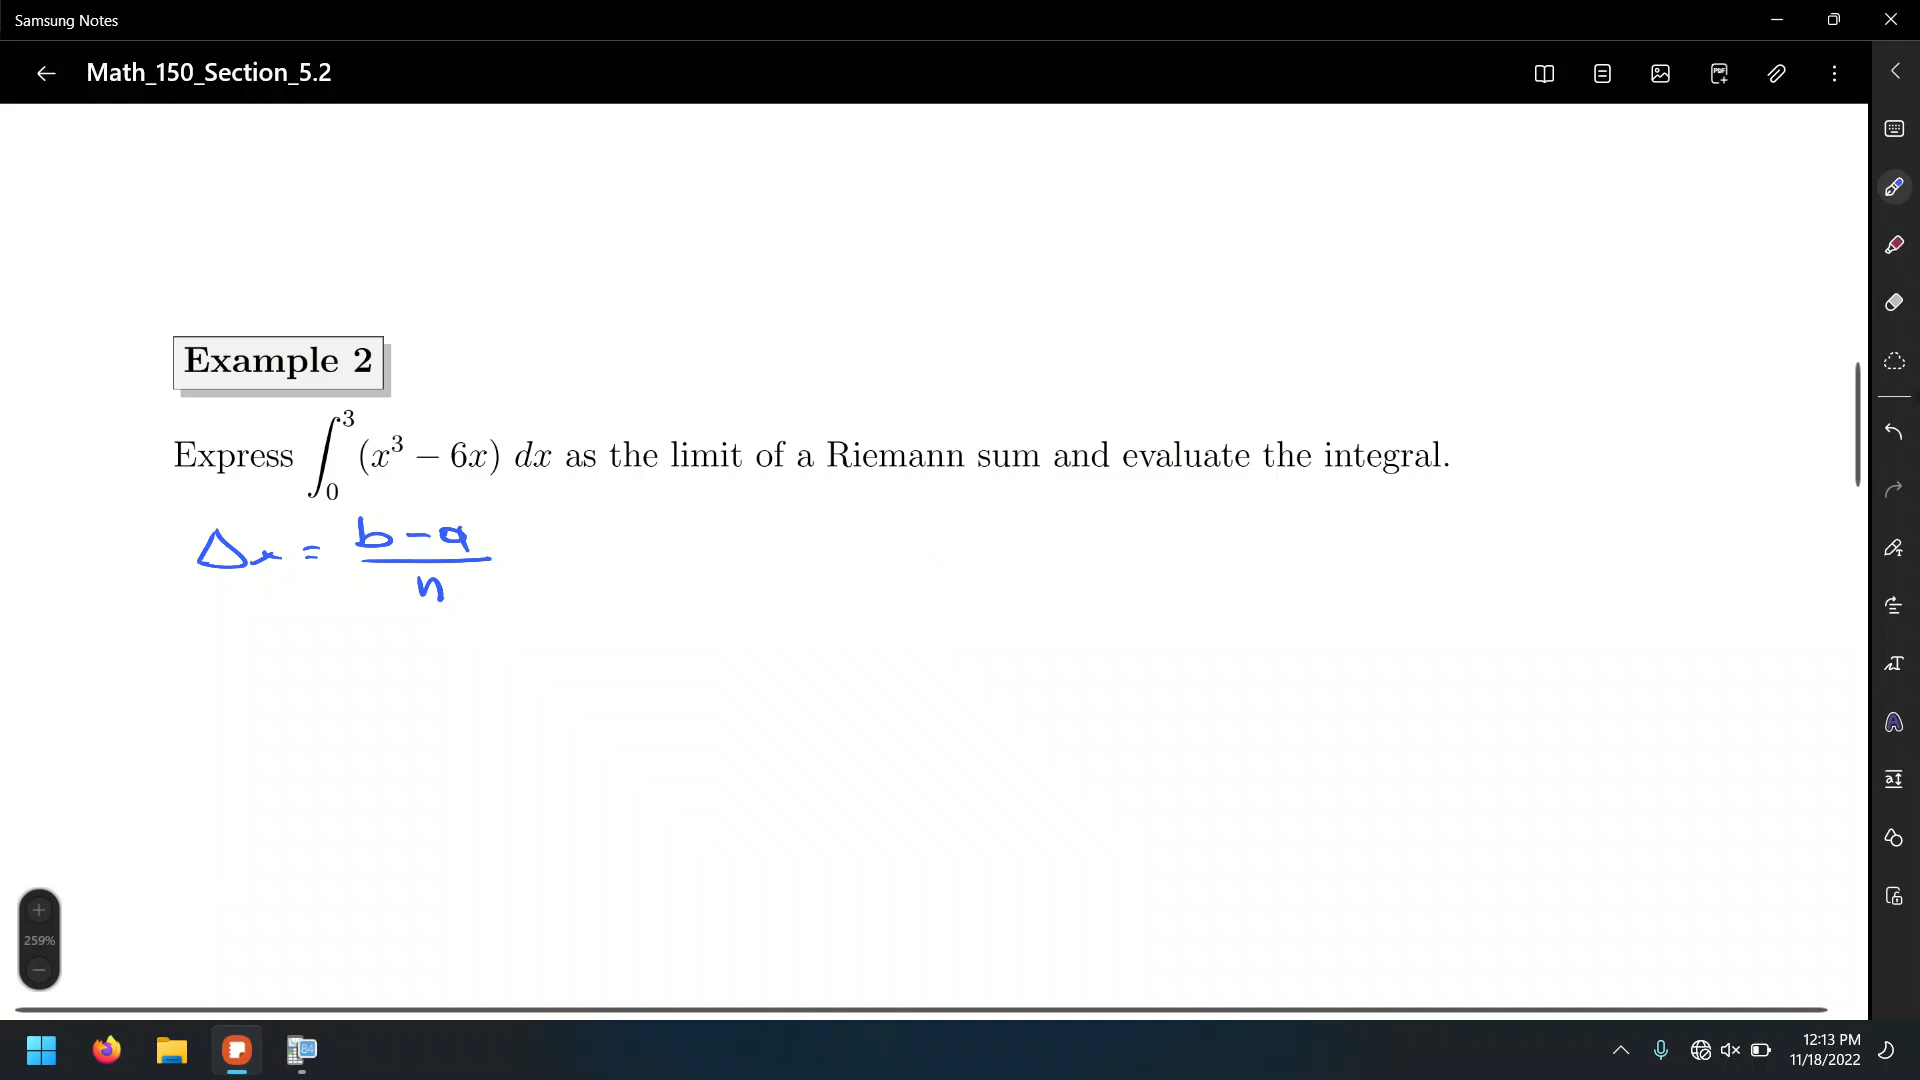 Samsung Notes
Math_150_Section_5.2
Example 2
Express ∫₀³ (x³ − 6x) dx as the limit of a Riemann sum and evaluate the integral.
Δx = b − a
n
259%
84
12:13 PM
11/18/2022